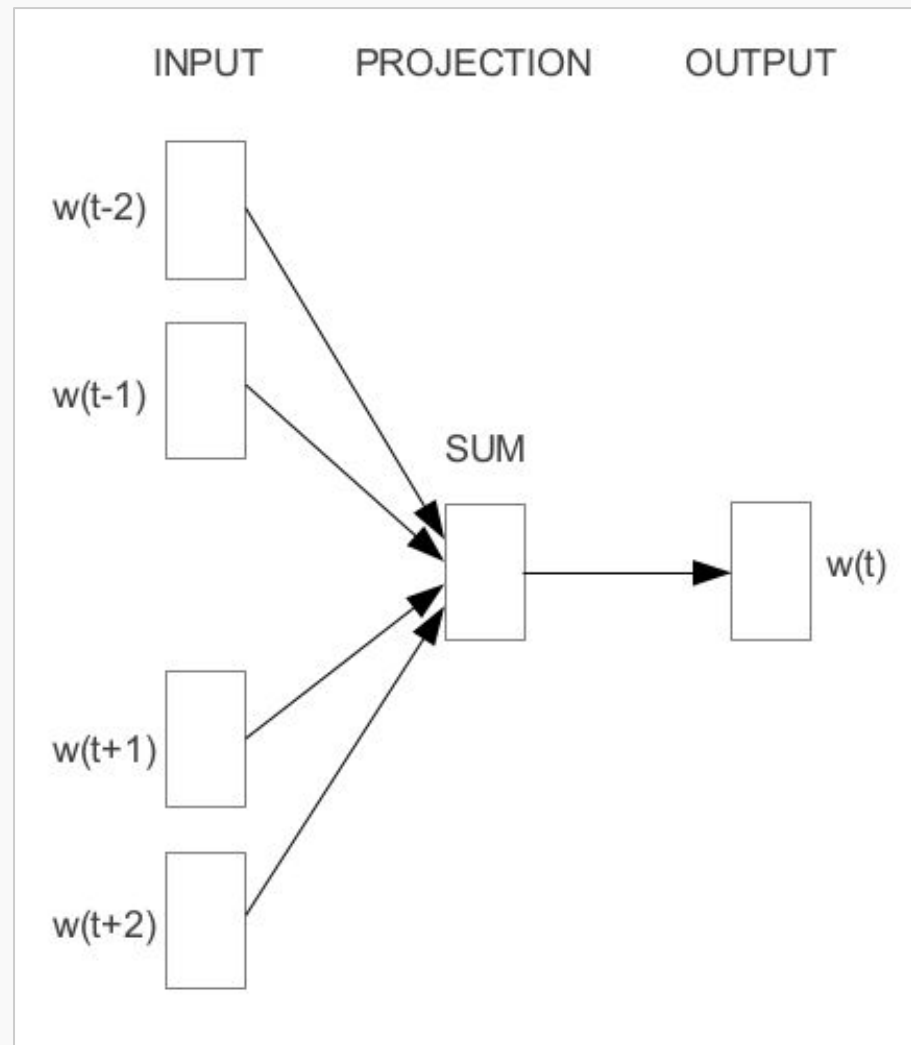 INPUT PROJECTION OUTPUT
w(t-2)
w(t-1)
SUM
w(t)
w(t+1)
w(t+2)